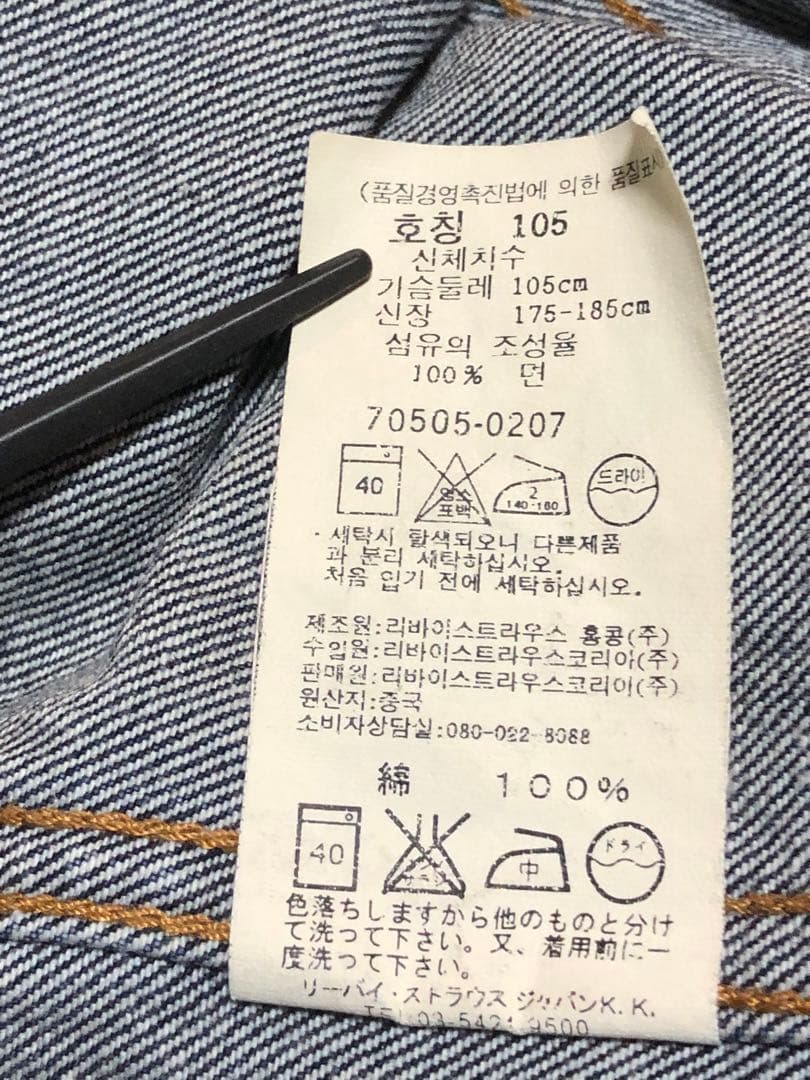 (품질경영촉진법에 의한 품질표시
호칭 105
신체치수
가슴둘레 105cm
신장 175-185cm
섬유의 조성율
100% 면
70505-0207
40 염소 표백 2 140-160 드라이
· 세탁시 탈색되오니 다른제품
과 분리 세탁하십시오.
처음 입기 전에 세탁하십시오.
제조원:리바이스트라우스 홍콩(주)
수입원:리바이스트라우스코리아(주)
판매원:리바이스트라우스코리아(주)
원산지:중국
소비자상담실:080-022-8088
綿 100%
40 中 ドライ
色落ちしますから他のものと分け
て洗って下さい。又、着用前に一
度洗って下さい。
リーバイ・ストラウス ジャパンK.K.
TEL 03-5421-9500